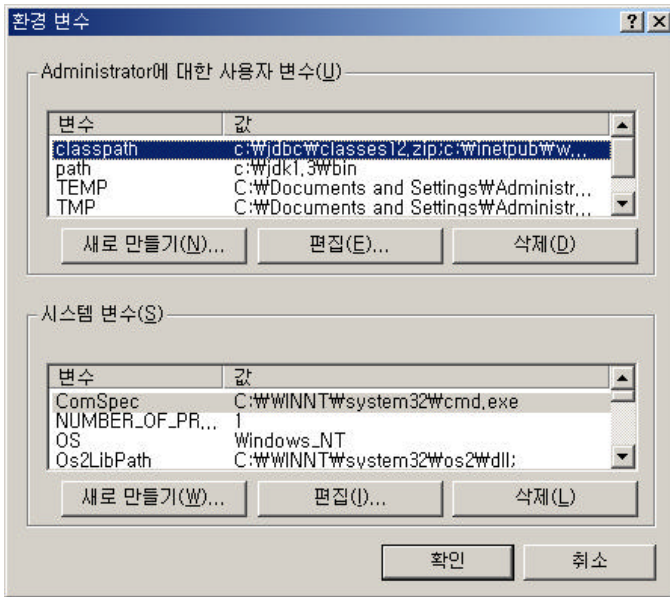 환경 변수
Administrator에 대한 사용자 변수(U)
변수 값
classpath c:₩jdbc₩classes12.zip;c:₩inetpub₩w...
path c:₩jdk1.3₩bin
TEMP C:₩Documents and Settings₩Administr...
TMP C:₩Documents and Settings₩Administr...
새로 만들기(N)... 편집(E)... 삭제(D)
시스템 변수(S)
변수 값
ComSpec C:₩WINNT₩system32₩cmd.exe
NUMBER_OF_PR... 1
OS Windows_NT
Os2LibPath C:₩WINNT₩system32₩os2₩dll;
새로 만들기(W)... 편집(I)... 삭제(L)
확인 취소